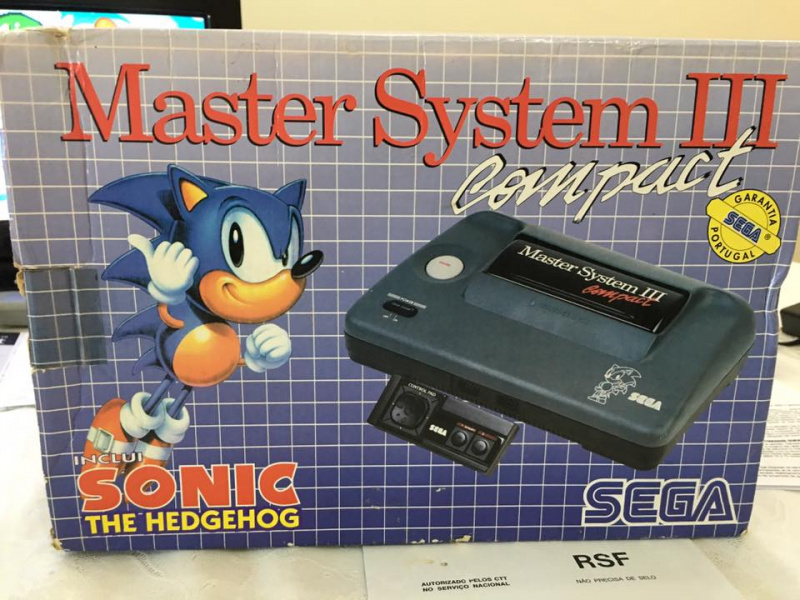 Master System III
Compact
GARANTIA
SEGA®
PORTUGAL
Master System III
Compact
CONTROL PAD
SEGA
SEGA
INCLUI
SONIC
THE HEDGEHOG
SEGA
RSF
AUTORIZADO PELOS CTT
NO SERVIÇO NACIONAL
NÃO PRECISA DE SELO